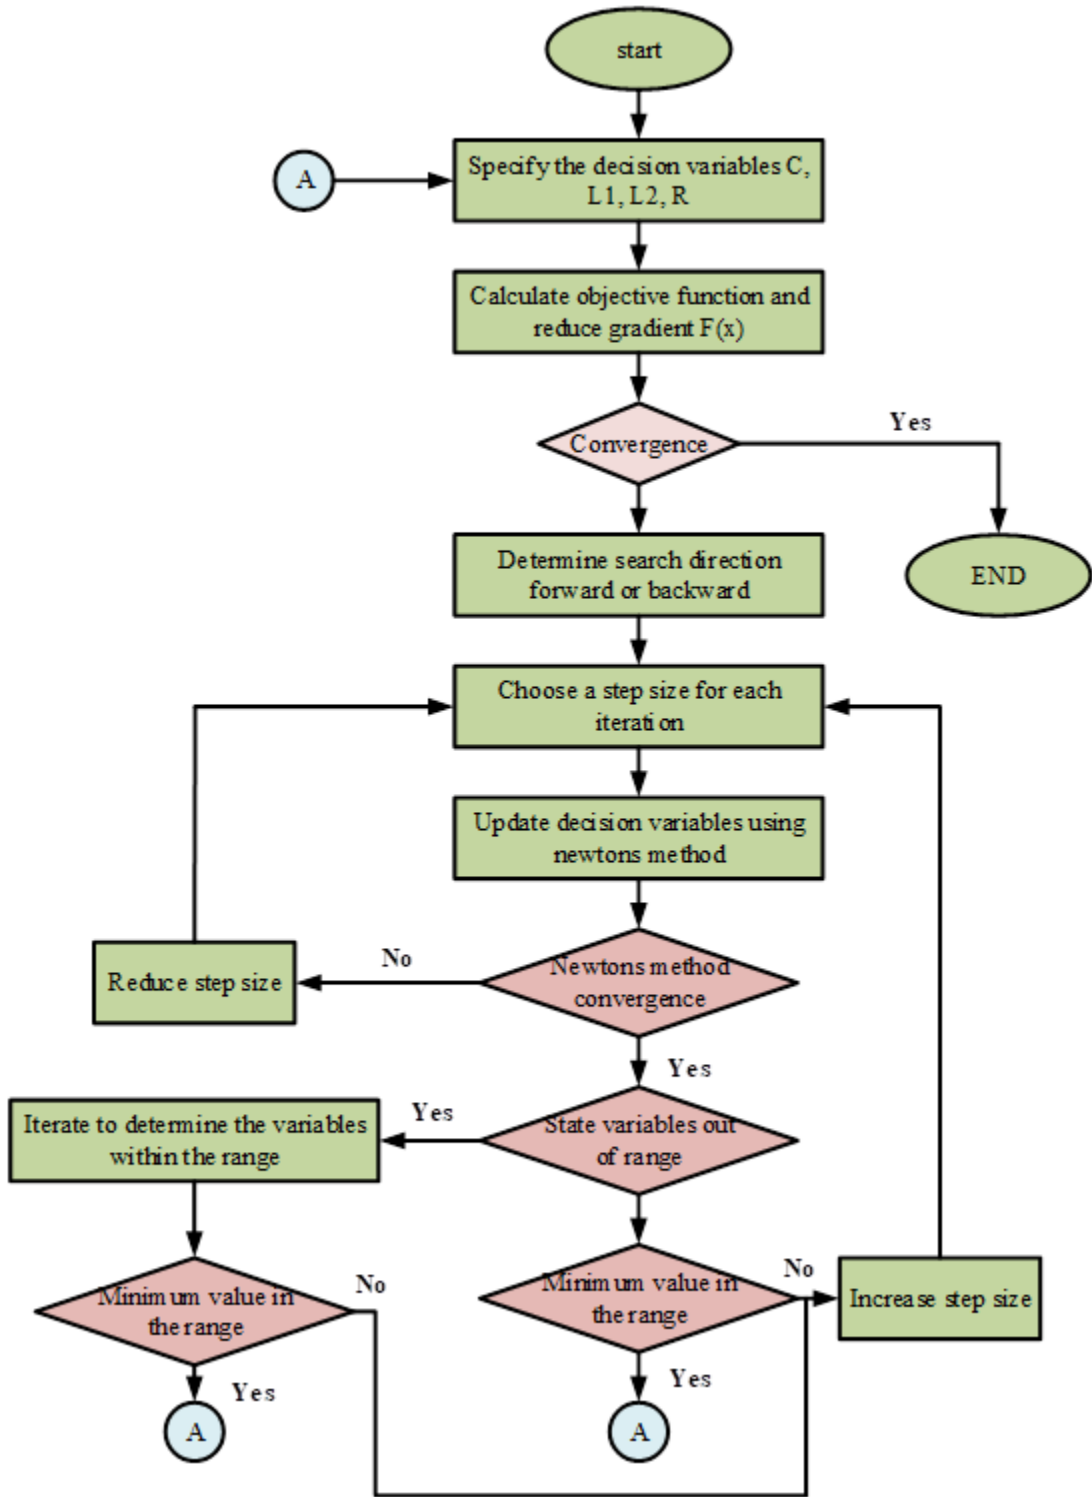 start
A
Specify the decision variables C,
L1, L2, R
Calculate objective function and
reduce gradient F(x)
Convergence
Yes
Determine search direction
forward or backward
END
Choose a step size for each
iteration
Update decision variables using
newtons method
No
Newtons method
convergence
Reduce step size
Yes
Iterate to determine the variables
within the range
Yes
State variables out
of range
Minimum value in
the range
No
Minimum value in
the range
No
Increase step size
Yes
Yes
A
A